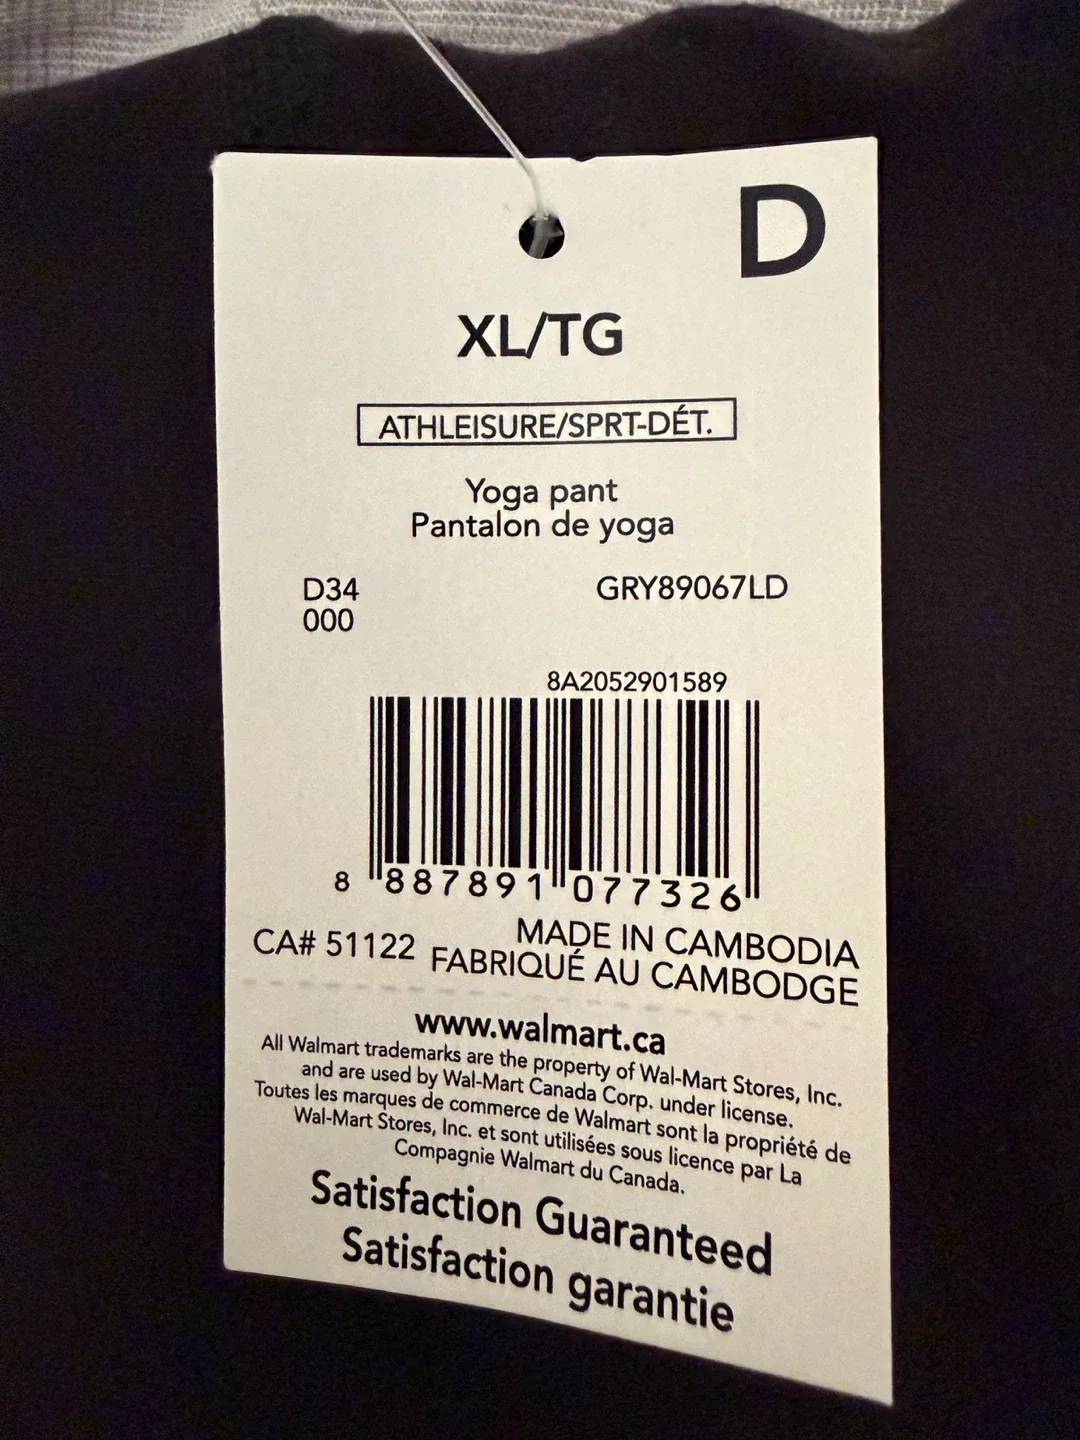 D
XL/TG
ATHLEISURE/SPRT-DÉT.
Yoga pant
Pantalon de yoga
D34
000
GRY89067LD
8A2052901589
8 887891 077326
CA# 51122
MADE IN CAMBODIA
FABRIQUÉ AU CAMBODGE
www.walmart.ca
All Walmart trademarks are the property of Wal-Mart Stores, Inc.
and are used by Wal-Mart Canada Corp. under license.
Toutes les marques de commerce de Walmart sont la propriété de
Wal-Mart Stores, Inc. et sont utilisées sous licence par La
Compagnie Walmart du Canada.
Satisfaction Guaranteed
Satisfaction garantie